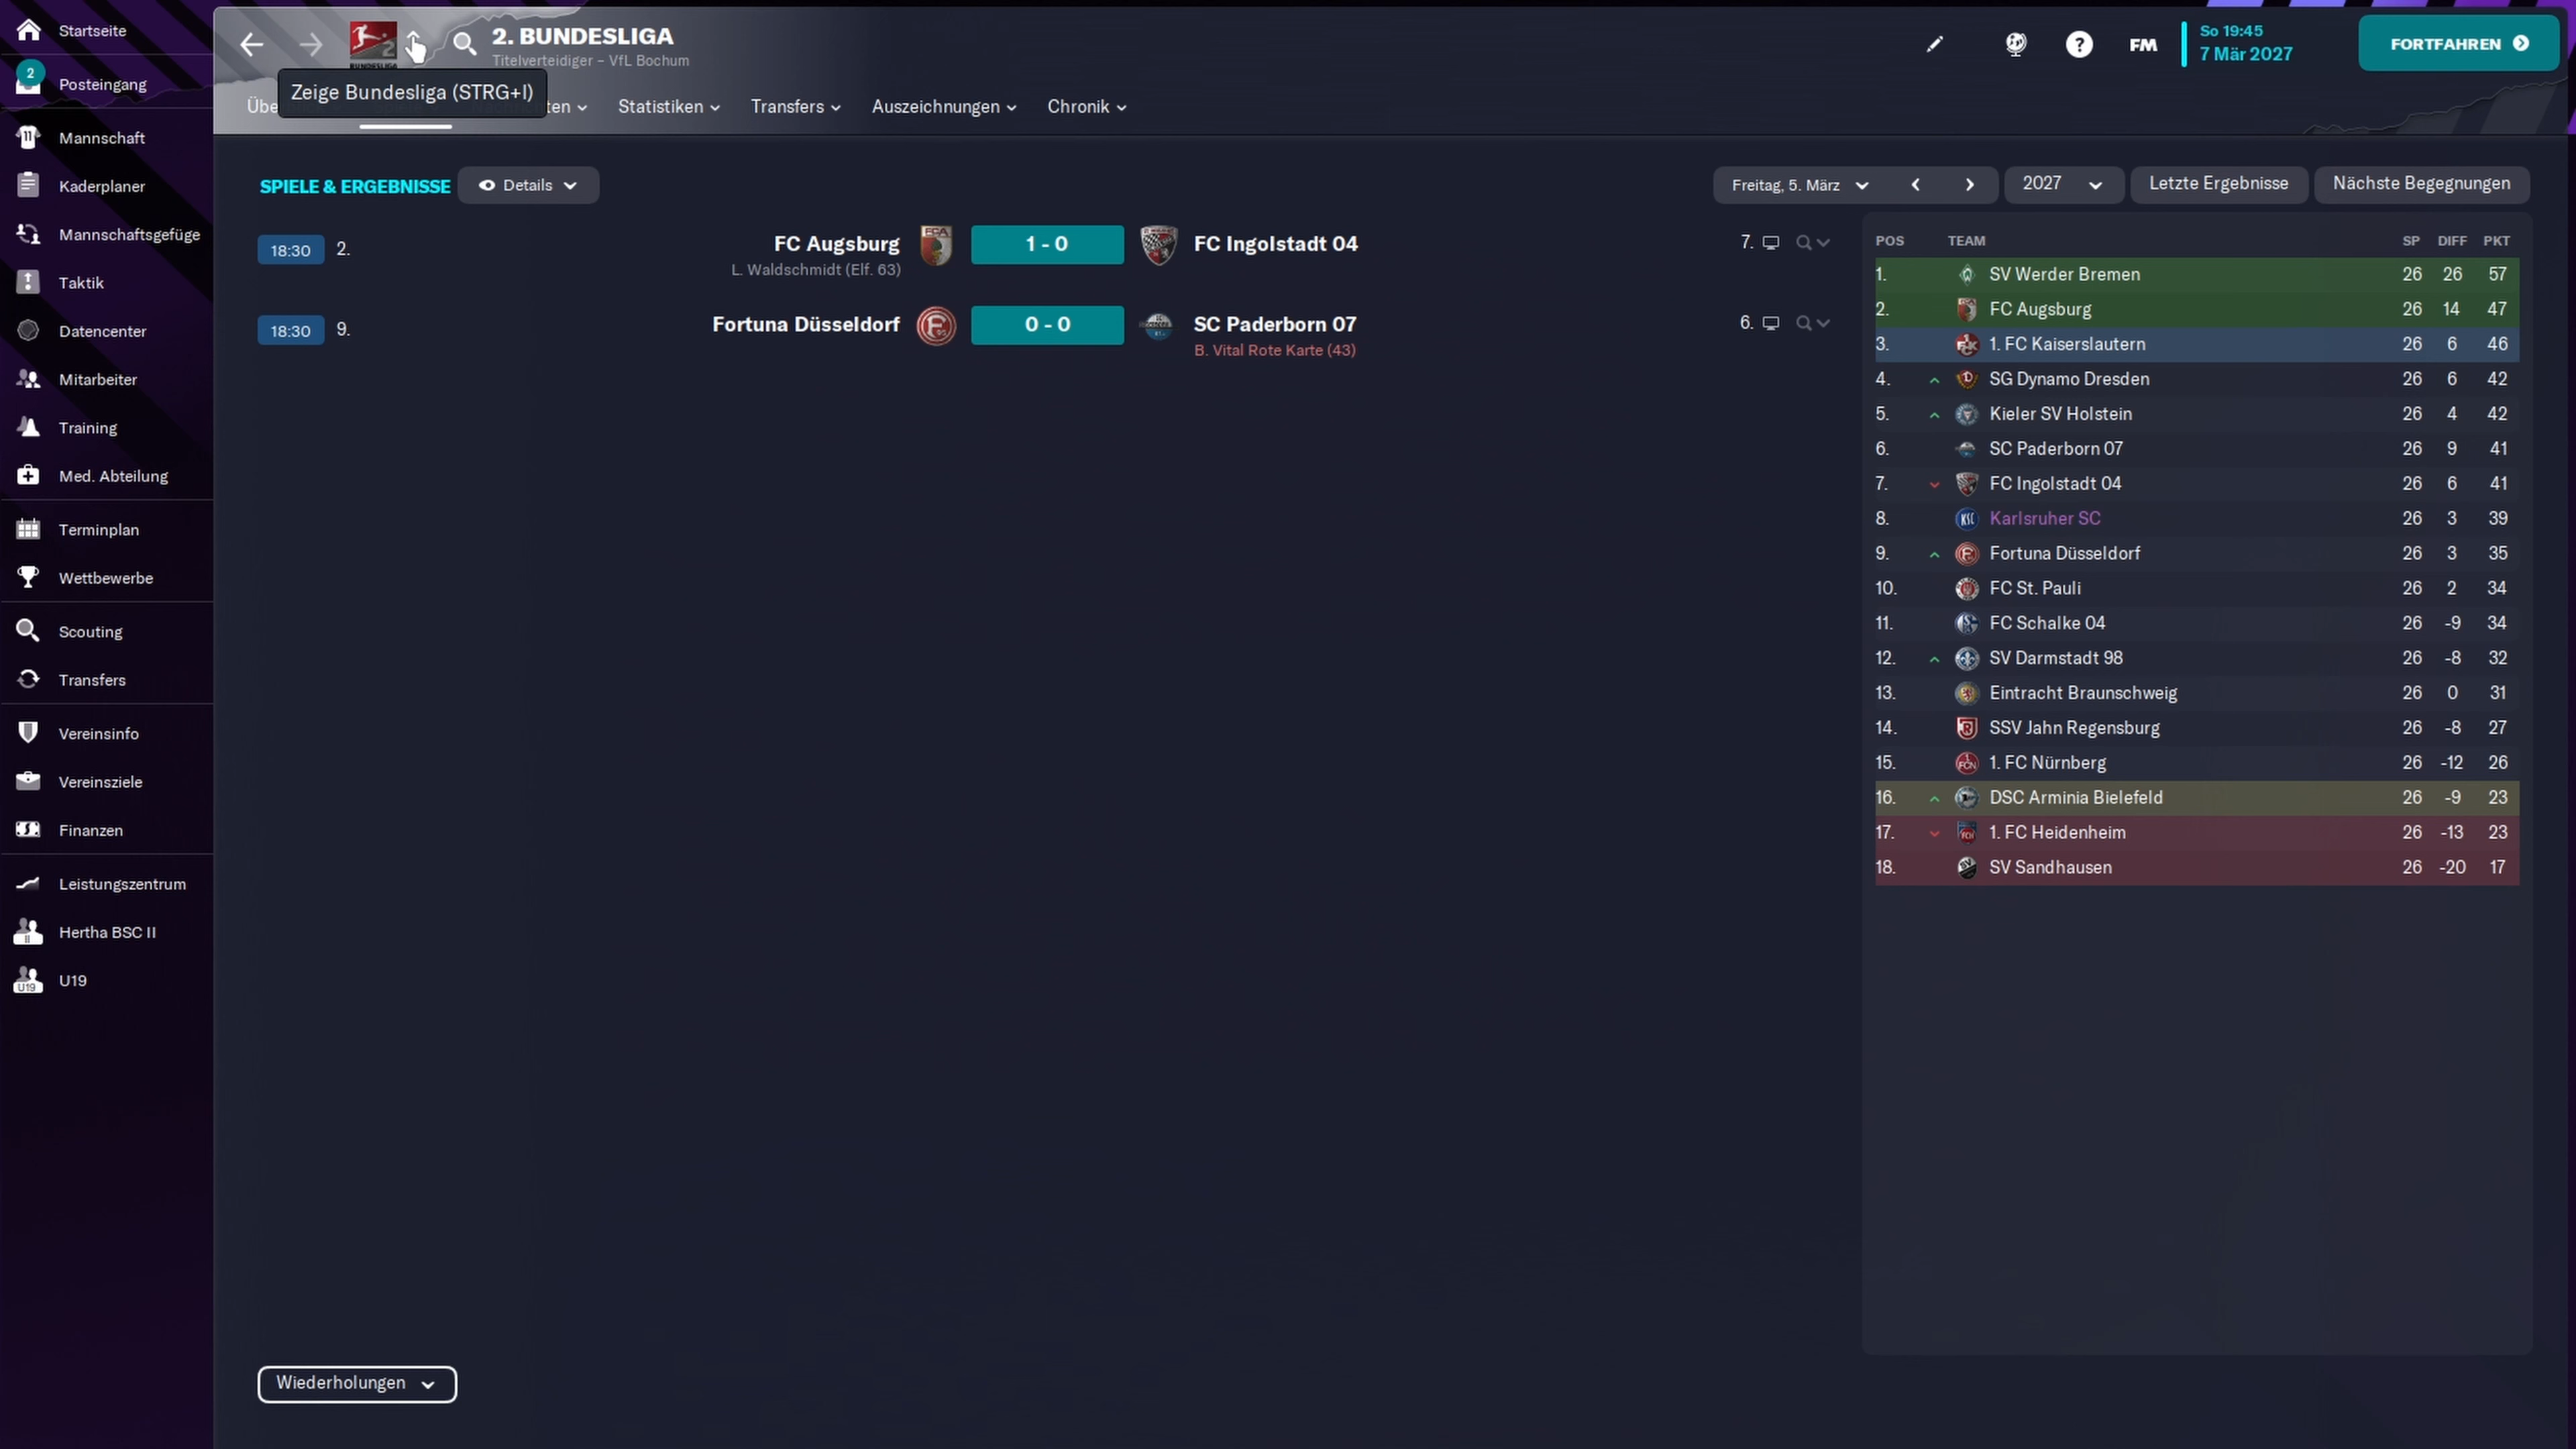 Startseite
2
Posteingang
Mannschaft
Kaderplaner
Mannschaftsgefüge
Taktik
Datencenter
Mitarbeiter
Training
Med. Abteilung
Terminplan
Wettbewerbe
Scouting
Transfers
Vereinsinfo
Vereinsziele
Finanzen
Leistungszentrum
Hertha BSC II
U19
2. BUNDESLIGA
Titelverteidiger – VfL Bochum
Zeige Bundesliga (STRG+I)
Statistiken
Transfers
Auszeichnungen
Chronik
FM
So 19:45
7 Mär 2027
FORTFAHREN
SPIELE & ERGEBNISSE
Details
Freitag, 5. März
2027
Letzte Ergebnisse
Nächste Begegnungen
18:30 2. FC Augsburg 1 - 0 FC Ingolstadt 04 7.
L. Waldschmidt (Elf. 63)
18:30 9. Fortuna Düsseldorf 0 - 0 SC Paderborn 07 6.
B. Vital Rote Karte (43)
POS TEAM SP DIFF PKT
1. SV Werder Bremen 26 26 57
2. FC Augsburg 26 14 47
3. 1. FC Kaiserslautern 26 6 46
4. SG Dynamo Dresden 26 6 42
5. Kieler SV Holstein 26 4 42
6. SC Paderborn 07 26 9 41
7. FC Ingolstadt 04 26 6 41
8. Karlsruher SC 26 3 39
9. Fortuna Düsseldorf 26 3 35
10. FC St. Pauli 26 2 34
11. FC Schalke 04 26 -9 34
12. SV Darmstadt 98 26 -8 32
13. Eintracht Braunschweig 26 0 31
14. SSV Jahn Regensburg 26 -8 27
15. 1. FC Nürnberg 26 -12 26
16. DSC Arminia Bielefeld 26 -9 23
17. 1. FC Heidenheim 26 -13 23
18. SV Sandhausen 26 -20 17
Wiederholungen